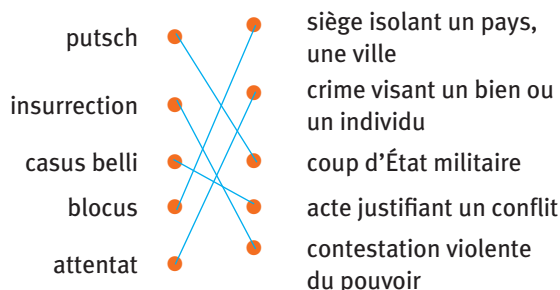 putsch
insurrection
casus belli
blocus
attentat
siège isolant un pays,
une ville
crime visant un bien ou
un individu
coup d’État militaire
acte justifiant un conflit
contestation violente
du pouvoir